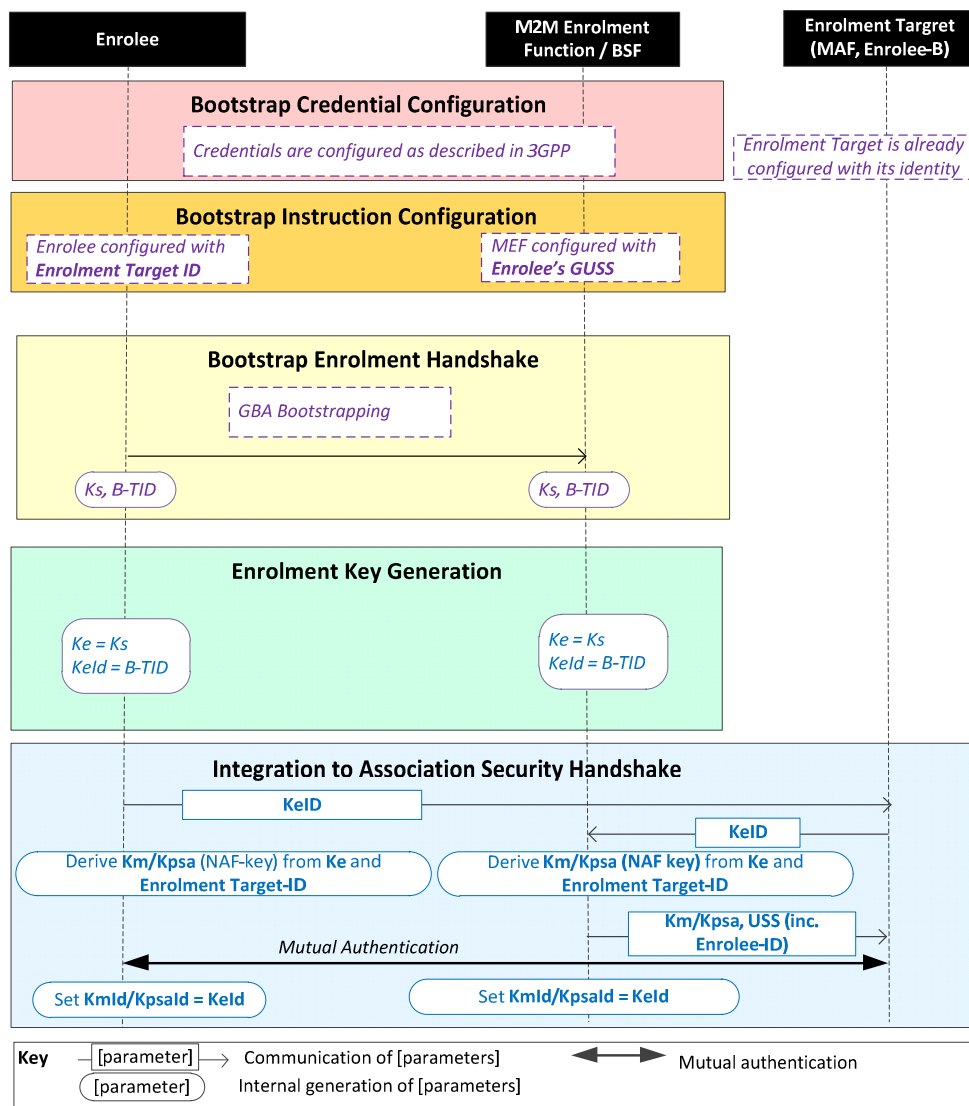 Enrolee
M2M Enrolment
Function / BSF
Enrolment Targret
(MAF, Enrolee-B)
Bootstrap Credential Configuration
Credentials are configured as described in 3GPP
Enrolment Target is already
configured with its identity
Bootstrap Instruction Configuration
Enrolee configured with
Enrolment Target ID
MEF configured with
Enrolee's GUSS
Bootstrap Enrolment Handshake
GBA Bootstrapping
Ks, B-TID
Ks, B-TID
Enrolment Key Generation
Ke = Ks
KeId = B-TID
Ke = Ks
KeId = B-TID
Integration to Association Security Handshake
KeID
KeID
Derive Km/Kpsa (NAF-key) from Ke and
Enrolment Target-ID
Derive Km/Kpsa (NAF key) from Ke and
Enrolment Target-ID
Km/Kpsa, USS (inc.
Enrolee-ID)
Mutual Authentication
Set KmId/KpsaId = KeId
Set KmId/KpsaId = KeId
Key
[parameter]
Communication of [parameters]
Mutual authentication
[parameter]
Internal generation of [parameters]